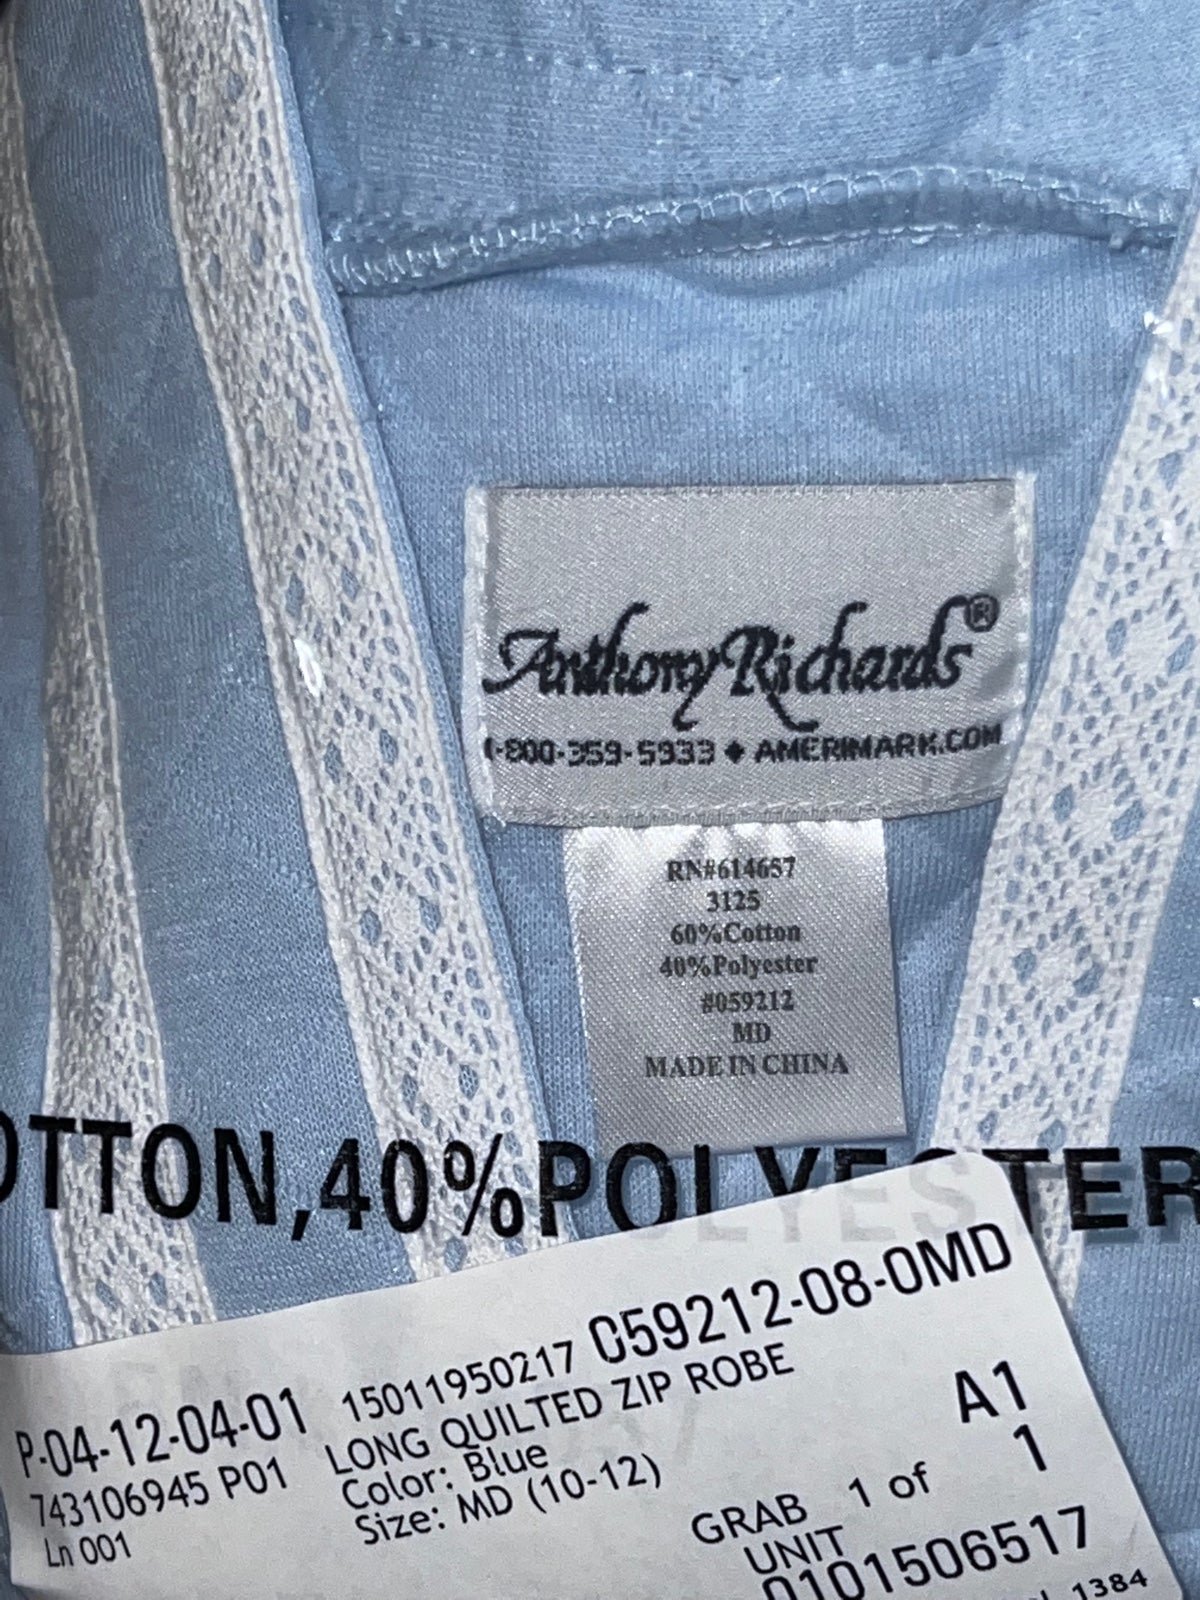 Anthony Richards®
1-800-359-5933 ♦ AMERIMARK.COM
RN#614657
3125
60%Cotton
40%Polyester
#059212
MD
MADE IN CHINA
OTTON,40%POLYESTER
P-04-12-04-01 15011950217 059212-08-0MD
743106945 P01 LONG QUILTED ZIP ROBE
Ln 001 Color: Blue
Size: MD (10-12)
A1
1
GRAB 1 of
UNIT
0101506517
1384